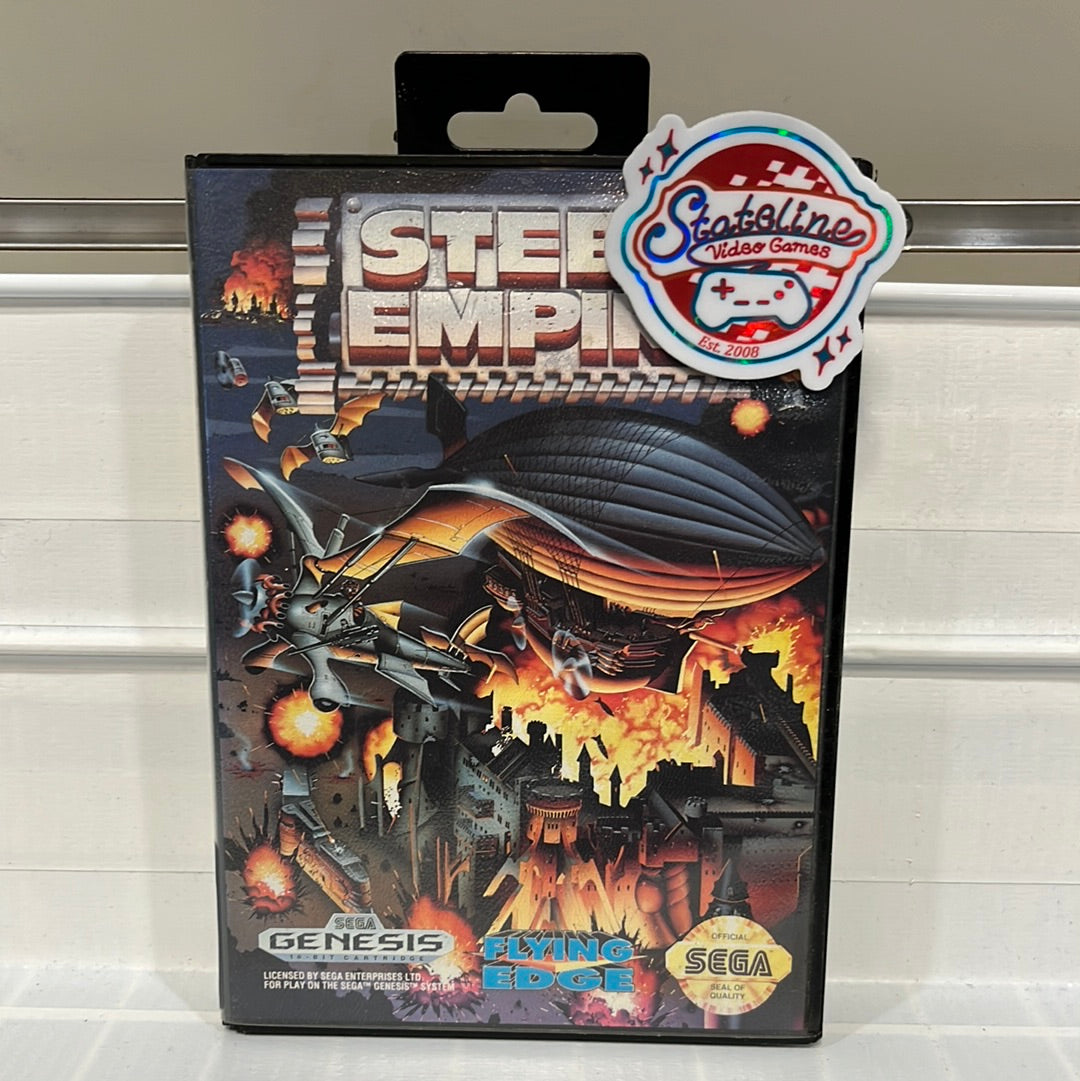 STEE
EMPIR
Stateline
Video Games
Est. 2008
SEGA
GENESIS
16-BIT CARTRIDGE
LICENSED BY SEGA ENTERPRISES LTD.
FOR PLAY ON THE SEGA™ GENESIS™ SYSTEM
FLYING
EDGE
OFFICIAL
SEGA
SEAL OF
QUALITY